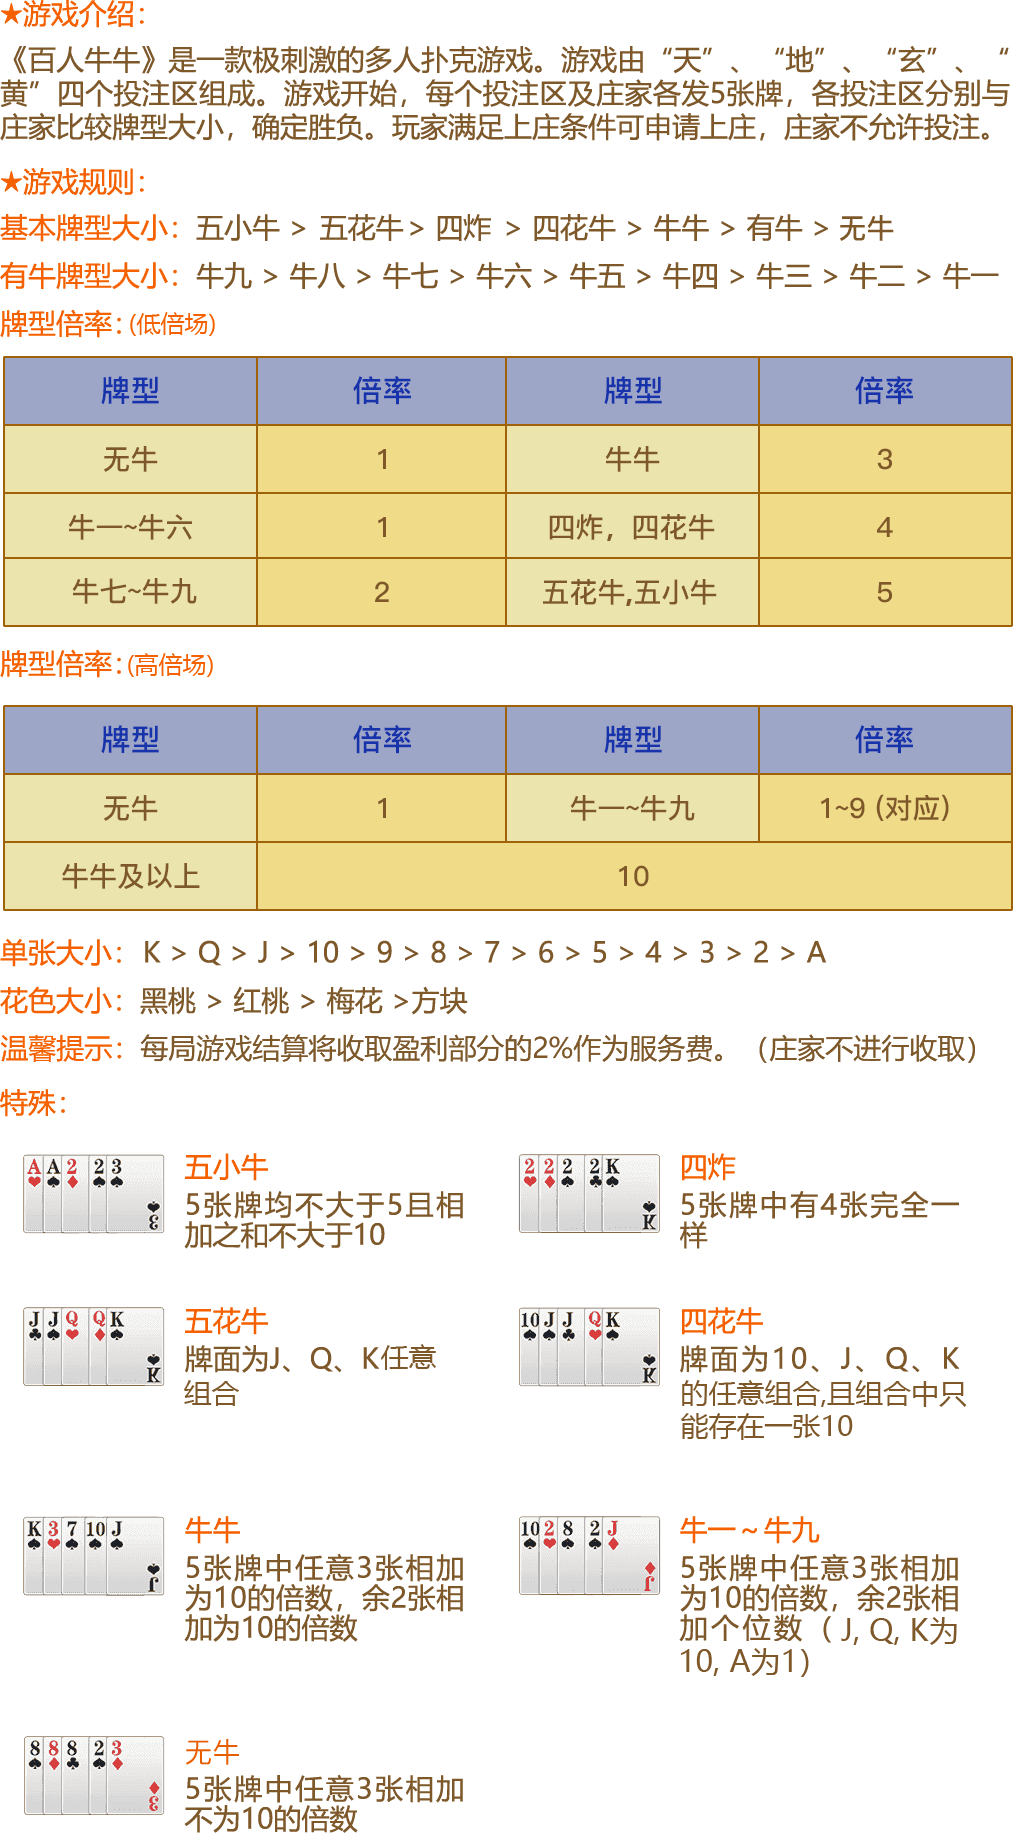 ★游戏介绍：
《百人牛牛》是一款极刺激的多人扑克游戏。游戏由“天”、“地”、“玄”、“
黄”四个投注区组成。游戏开始，每个投注区及庄家各发5张牌，各投注区分别与
庄家比较牌型大小，确定胜负。玩家满足上庄条件可申请上庄，庄家不允许投注。
★游戏规则：
基本牌型大小：五小牛 > 五花牛 > 四炸 > 四花牛 > 牛牛 > 有牛 > 无牛
有牛牌型大小：牛九 > 牛八 > 牛七 > 牛六 > 牛五 > 牛四 > 牛三 > 牛二 > 牛一
牌型倍率：(低倍场)
牌型 倍率 牌型 倍率
无牛 1 牛牛 3
牛一~牛六 1 四炸，四花牛 4
牛七~牛九 2 五花牛,五小牛 5
牌型倍率：(高倍场)
牌型 倍率 牌型 倍率
无牛 1 牛一~牛九 1~9 (对应)
牛牛及以上 10
单张大小：K > Q > J > 10 > 9 > 8 > 7 > 6 > 5 > 4 > 3 > 2 > A
花色大小：黑桃 > 红桃 > 梅花 >方块
温馨提示：每局游戏结算将收取盈利部分的2%作为服务费。（庄家不进行收取）
特殊：
A A 2 2 3 3
五小牛
5张牌均不大于5且相
加之和不大于10
2 2 2 2 K K
四炸
5张牌中有4张完全一
样
J J Q Q K K
五花牛
牌面为J、Q、K任意
组合
10 J J Q K K
四花牛
牌面为10、J、Q、K
的任意组合,且组合中只
能存在一张10
K 3 7 10 J J
牛牛
5张牌中任意3张相加
为10的倍数，余2张相
加为10的倍数
10 2 8 2 J J
牛一～牛九
5张牌中任意3张相加
为10的倍数，余2张相
加个位数（ J, Q, K为
10, A为1）
8 8 8 2 3 3
无牛
5张牌中任意3张相加
不为10的倍数